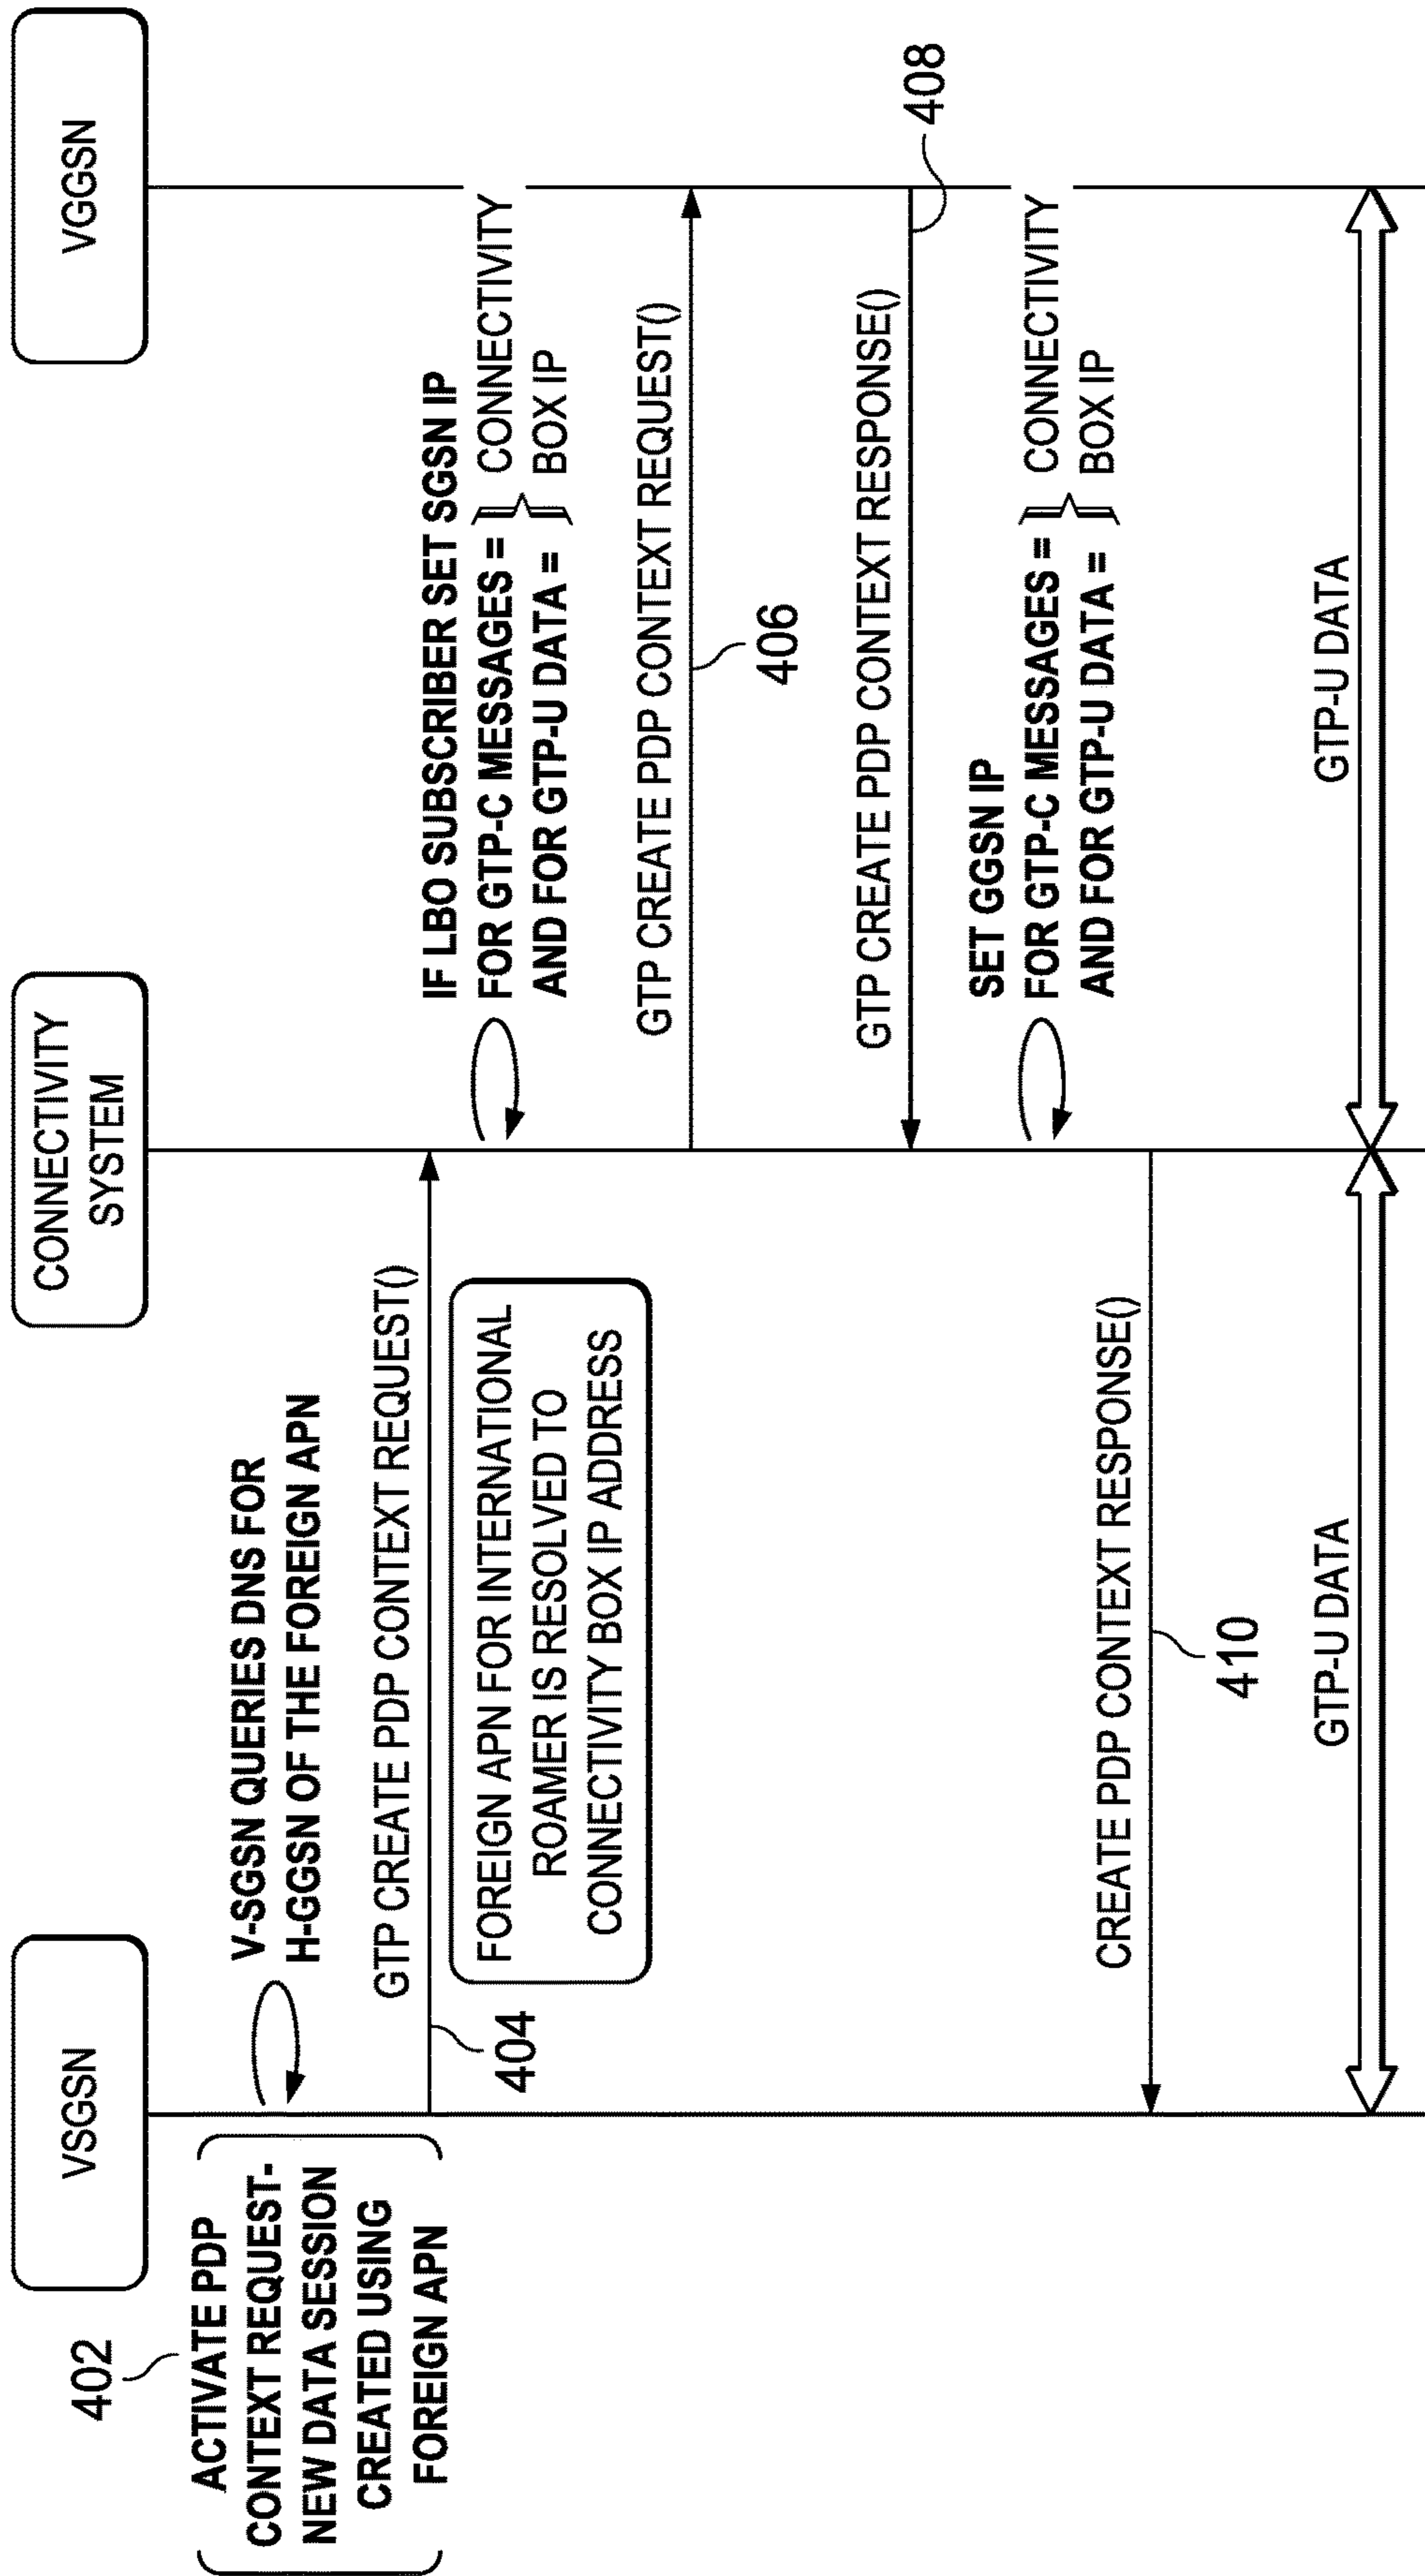 VSGSN
CONNECTIVITY
SYSTEM
VGGSN
402
ACTIVATE PDP
CONTEXT REQUEST-
NEW DATA SESSION
CREATED USING
FOREIGN APN
V-SGSN QUERIES DNS FOR
H-GGSN OF THE FOREIGN APN
GTP CREATE PDP CONTEXT REQUEST()
404
FOREIGN APN FOR INTERNATIONAL
ROAMER IS RESOLVED TO
CONNECTIVITY BOX IP ADDRESS
IF LBO SUBSCRIBER SET SGSN IP
FOR GTP-C MESSAGES = } CONNECTIVITY
AND FOR GTP-U DATA = } BOX IP
GTP CREATE PDP CONTEXT REQUEST()
406
GTP CREATE PDP CONTEXT RESPONSE()
408
SET GGSN IP
FOR GTP-C MESSAGES = } CONNECTIVITY
AND FOR GTP-U DATA = } BOX IP
CREATE PDP CONTEXT RESPONSE()
410
GTP-U DATA
GTP-U DATA